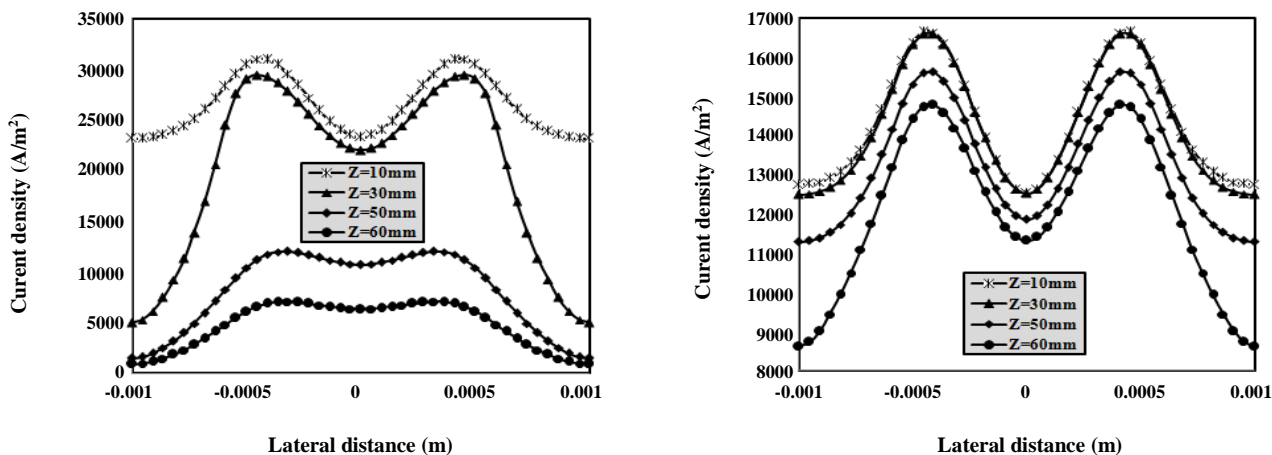 35000
30000
25000
20000
15000
10000
5000
0
Curent density (A/m²)
Z=10mm
Z=30mm
Z=50mm
Z=60mm
-0.001
-0.0005
0
0.0005
0.001
Lateral distance (m)
17000
16000
15000
14000
13000
12000
11000
10000
9000
8000
Curent density (A/m²)
Z=10mm
Z=30mm
Z=50mm
Z=60mm
-0.001
-0.0005
0
0.0005
0.001
Lateral distance (m)